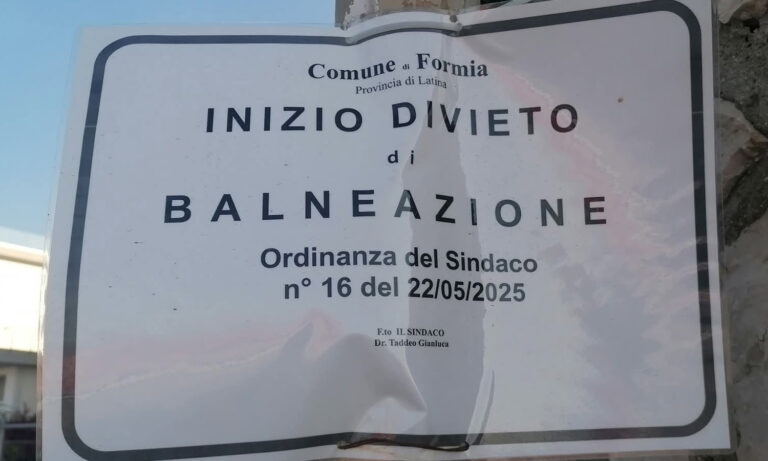 Comune di Formia
Provincia di Latina
INIZIO DIVIETO
di
BALNEAZIONE
Ordinanza del Sindaco
n° 16 del 22/05/2025
F.to IL SINDACO
Dr. Taddeo Gianluca